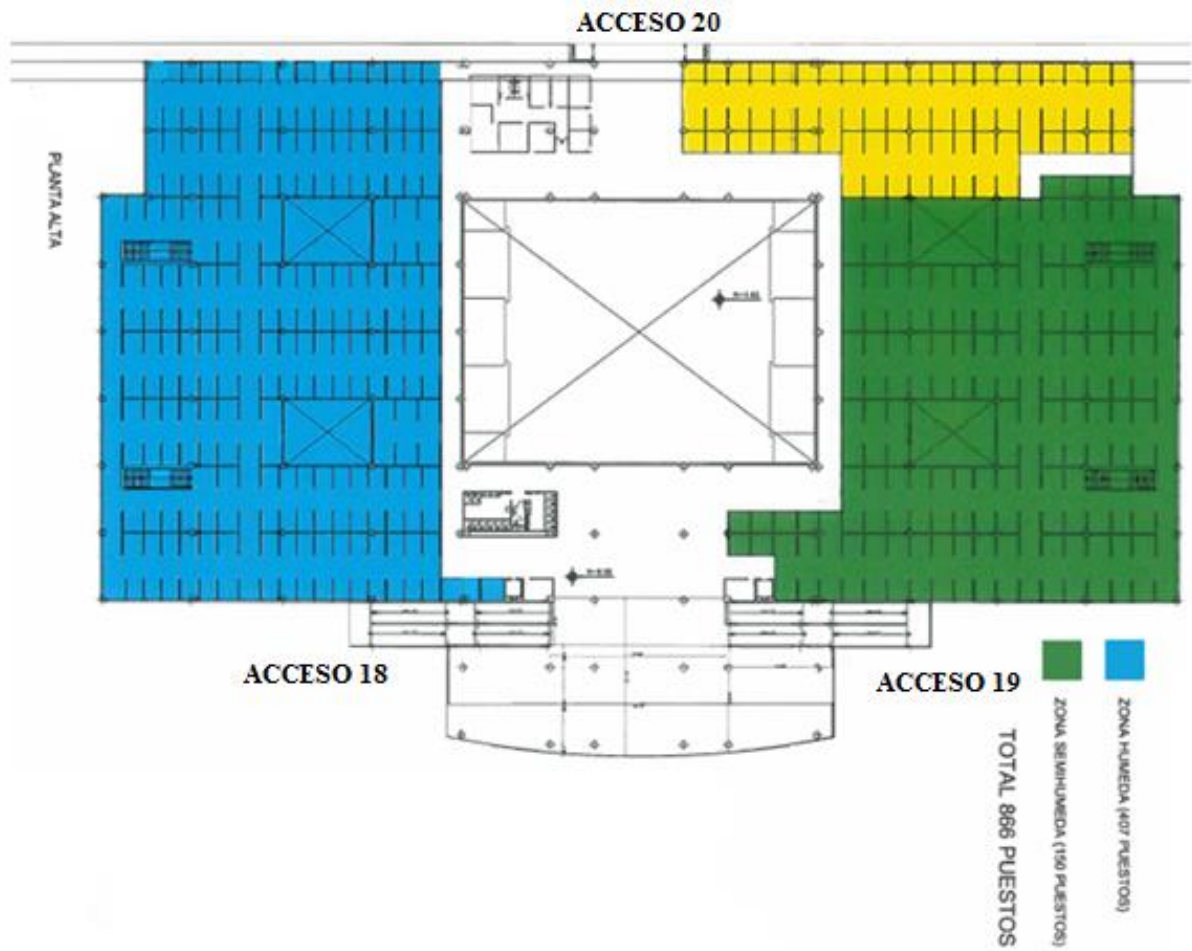 ACCESO 20
PLANTA ALTA
ACCESO 18
ACCESO 19
ZONA HUMEDA (407 PUESTOS)
ZONA SEMIHUMEDA (150 PUESTOS)
TOTAL 866 PUESTOS